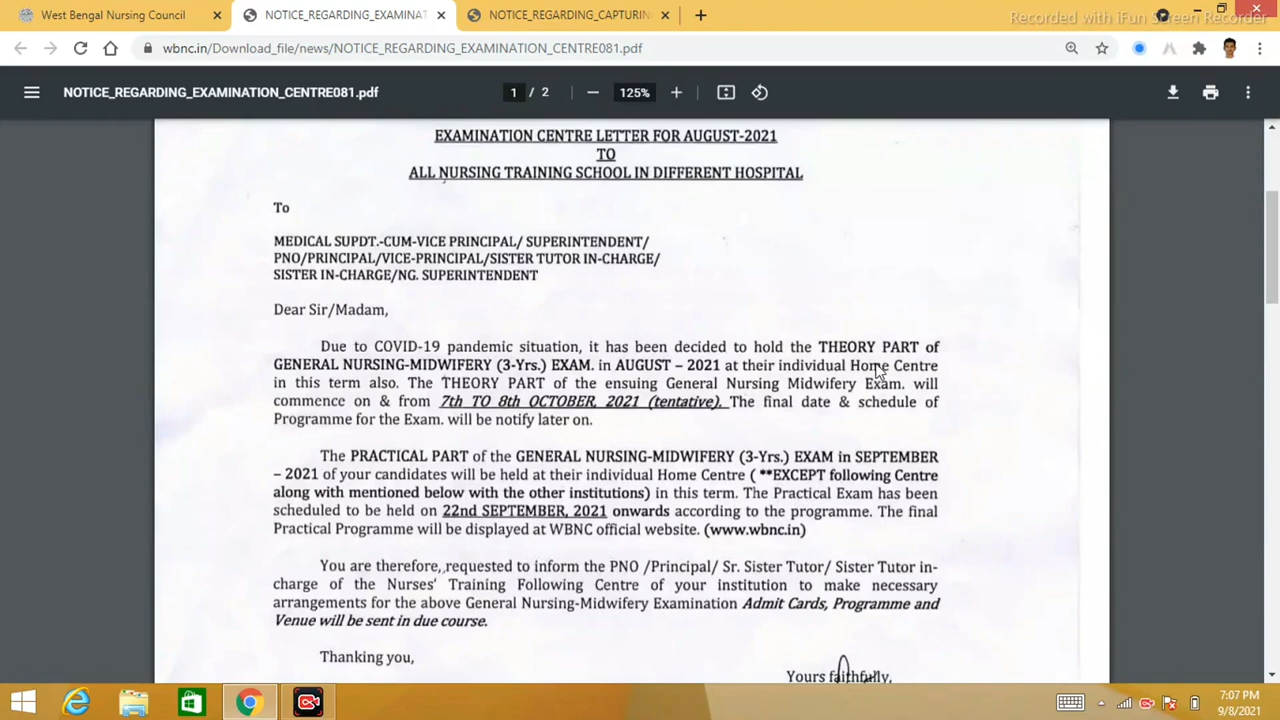 West Bengal Nursing Council
NOTICE_REGARDING_EXAMINAT
NOTICE_REGARDING_CAPTURIN
Recorded with iFun Screen Recorder
wbnc.in/Download_file/news/NOTICE_REGARDING_EXAMINATION_CENTRE081.pdf
NOTICE_REGARDING_EXAMINATION_CENTRE081.pdf
1 / 2
125%
EXAMINATION CENTRE LETTER FOR AUGUST-2021
TO
ALL NURSING TRAINING SCHOOL IN DIFFERENT HOSPITAL
To
MEDICAL SUPDT.-CUM-VICE PRINCIPAL/ SUPERINTENDENT/
PNO/PRINCIPAL/VICE-PRINCIPAL/SISTER TUTOR IN-CHARGE/
SISTER IN-CHARGE/NG. SUPERINTENDENT
Dear Sir/Madam,
Due to COVID-19 pandemic situation, it has been decided to hold the THEORY PART of
GENERAL NURSING-MIDWIFERY (3-Yrs.) EXAM. in AUGUST – 2021 at their individual Home Centre
in this term also. The THEORY PART of the ensuing General Nursing Midwifery Exam. will
commence on & from 7th TO 8th OCTOBER, 2021 (tentative). The final date & schedule of
Programme for the Exam. will be notify later on.
The PRACTICAL PART of the GENERAL NURSING-MIDWIFERY (3-Yrs.) EXAM in SEPTEMBER
– 2021 of your candidates will be held at their individual Home Centre ( **EXCEPT following Centre
along with mentioned below with the other institutions) in this term. The Practical Exam has been
scheduled to be held on 22nd SEPTEMBER, 2021 onwards according to the programme. The final
Practical Programme will be displayed at WBNC official website. (www.wbnc.in)
You are therefore, requested to inform the PNO /Principal/ Sr. Sister Tutor/ Sister Tutor in-
charge of the Nurses' Training Following Centre of your institution to make necessary
arrangements for the above General Nursing-Midwifery Examination Admit Cards, Programme and
Venue will be sent in due course.
Thanking you,
Yours faithfully,
7:07 PM
9/8/2021